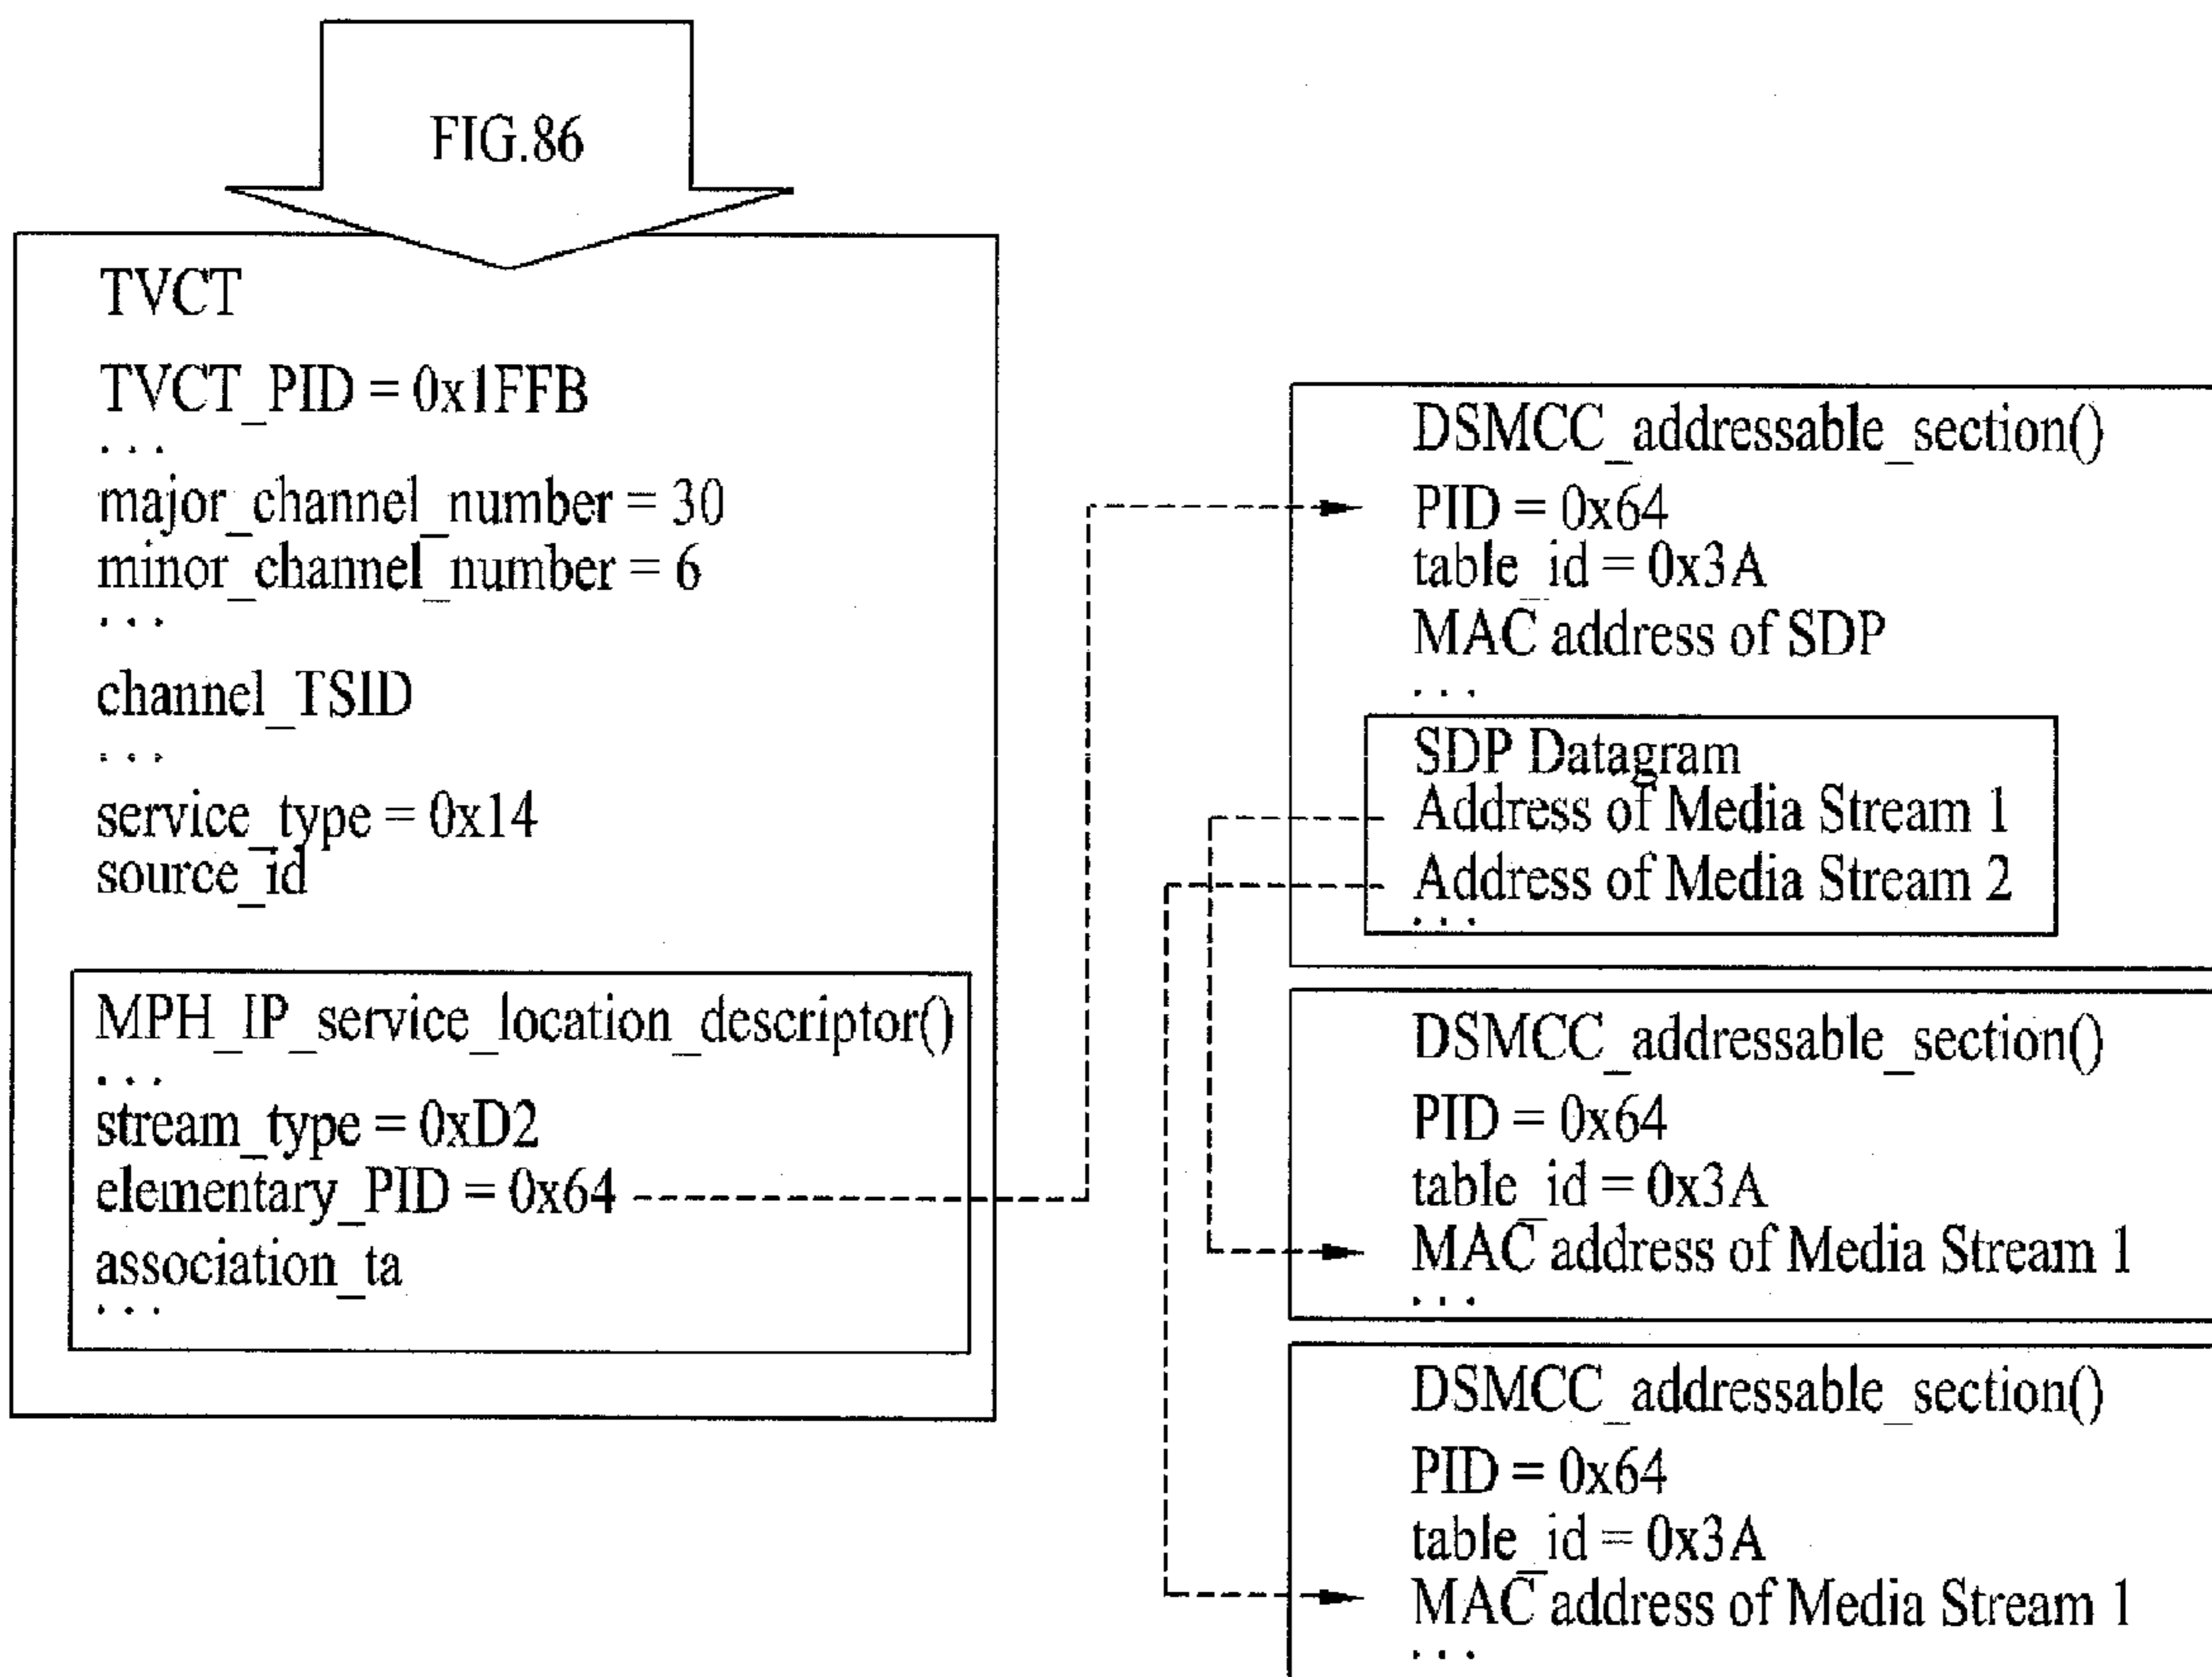 FIG.86
TVCT
TVCT_PID = 0x1FFB
...
major_channel_number = 30
minor_channel_number = 6
...
channel_TSID
...
service_type = 0x14
source_id
MPH_IP_service_location_descriptor()
...
stream_type = 0xD2
elementary_PID = 0x64
association_ta
...
DSMCC_addressable_section()
PID = 0x64
table_id = 0x3A
MAC address of SDP
...
SDP Datagram
Address of Media Stream 1
Address of Media Stream 2
...
DSMCC_addressable_section()
PID = 0x64
table_id = 0x3A
MAC address of Media Stream 1
...
DSMCC_addressable_section()
PID = 0x64
table_id = 0x3A
MAC address of Media Stream 1
...